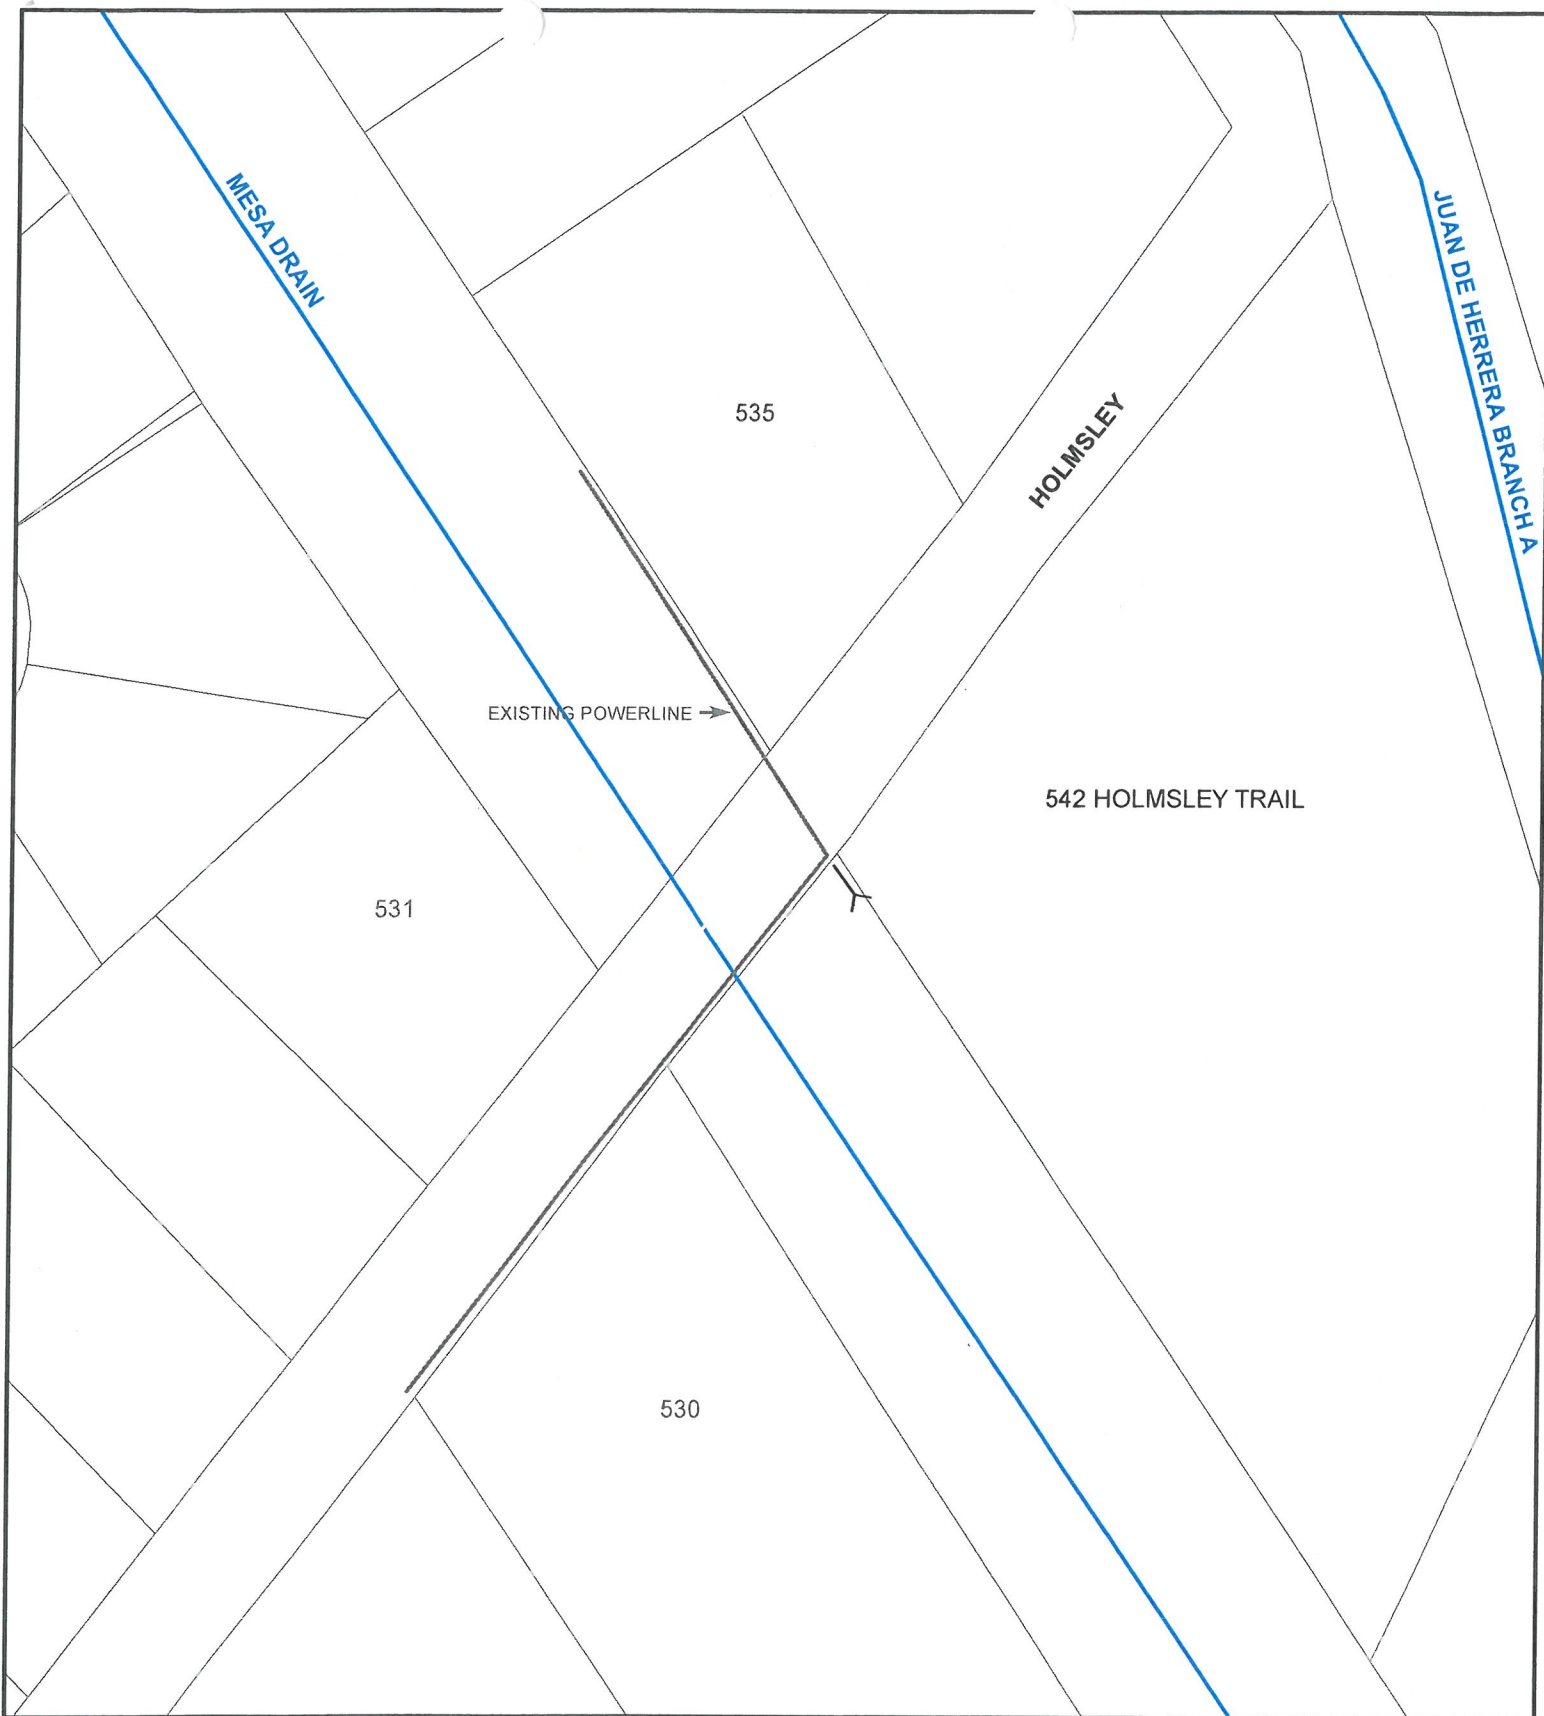 MESA DRAIN
JUAN DE HERRERA BRANCH A
535
HOLMSLEY
EXISTING POWERLINE
542 HOLMSLEY TRAIL
531
530